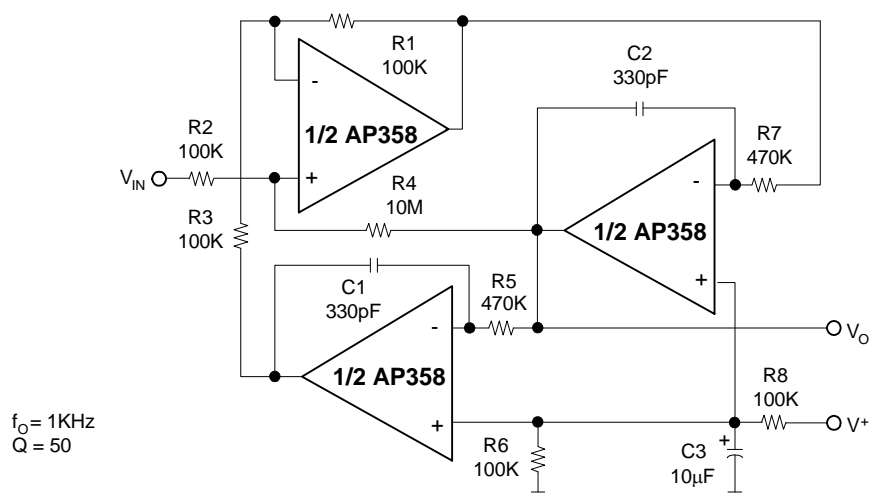 R1
100K
C2
330pF
-
1/2 AP358
+
R2
100K
V_IN
R7
470K
-
1/2 AP358
+
R4
10M
R3
100K
C1
330pF
R5
470K
-
1/2 AP358
+
V_O
R8
100K
V+
R6
100K
+
C3
10µF
f_O = 1KHz
Q = 50